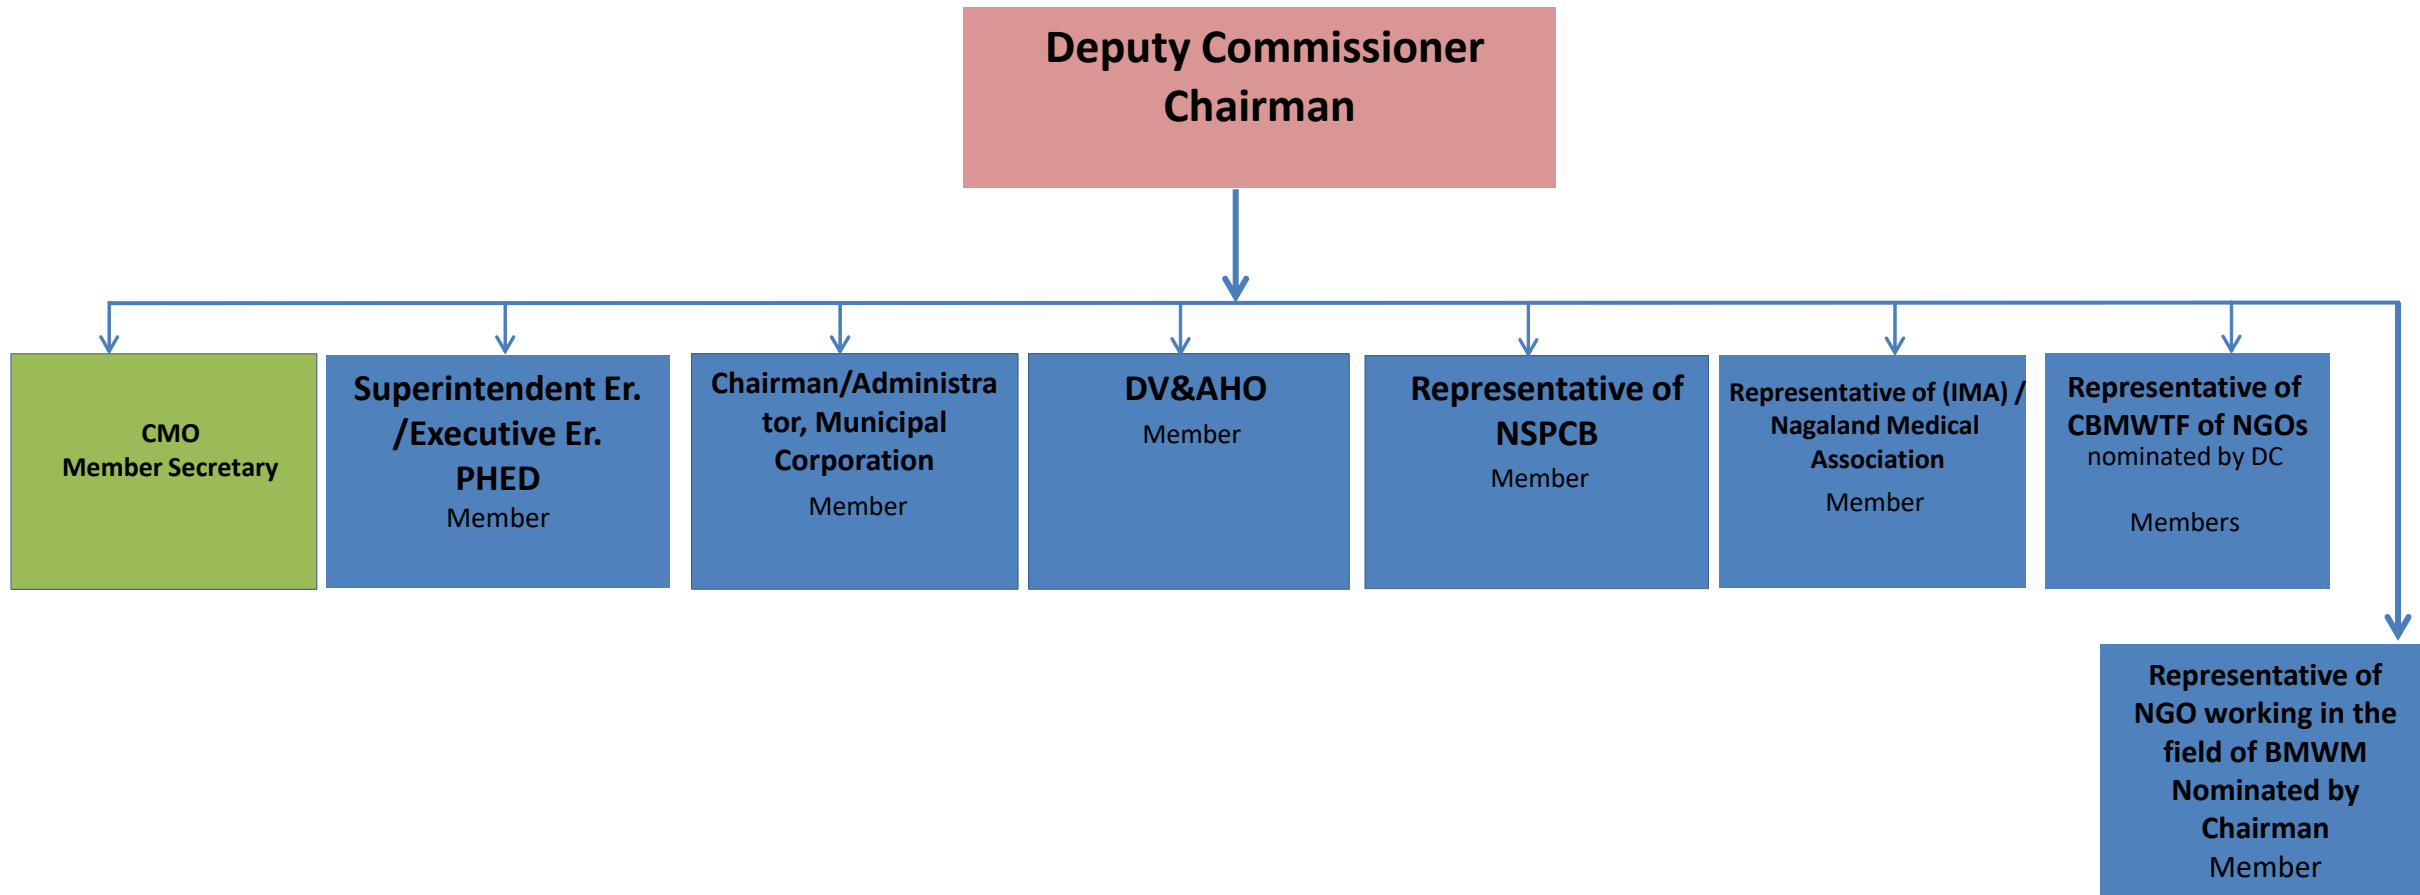 Deputy Commissioner
Chairman
CMO
Member Secretary
Superintendent Er.
/Executive Er.
PHED
Member
Chairman/Administra
tor, Municipal
Corporation
Member
DV&AHO
Member
Representative of
NSPCB
Member
Representative of (IMA) /
Nagaland Medical
Association
Member
Representative of
CBMWTF of NGOs
nominated by DC
Members
Representative of
NGO working in the
field of BMWM
Nominated by
Chairman
Member